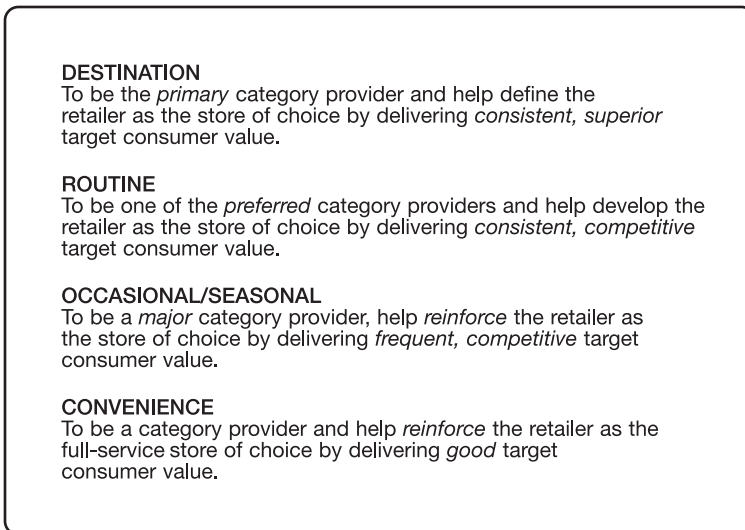 DESTINATION
To be the primary category provider and help define the
retailer as the store of choice by delivering consistent, superior
target consumer value.
ROUTINE
To be one of the preferred category providers and help develop the
retailer as the store of choice by delivering consistent, competitive
target consumer value.
OCCASIONAL/SEASONAL
To be a major category provider, help reinforce the retailer as
the store of choice by delivering frequent, competitive target
consumer value.
CONVENIENCE
To be a category provider and help reinforce the retailer as the
full-service store of choice by delivering good target
consumer value.